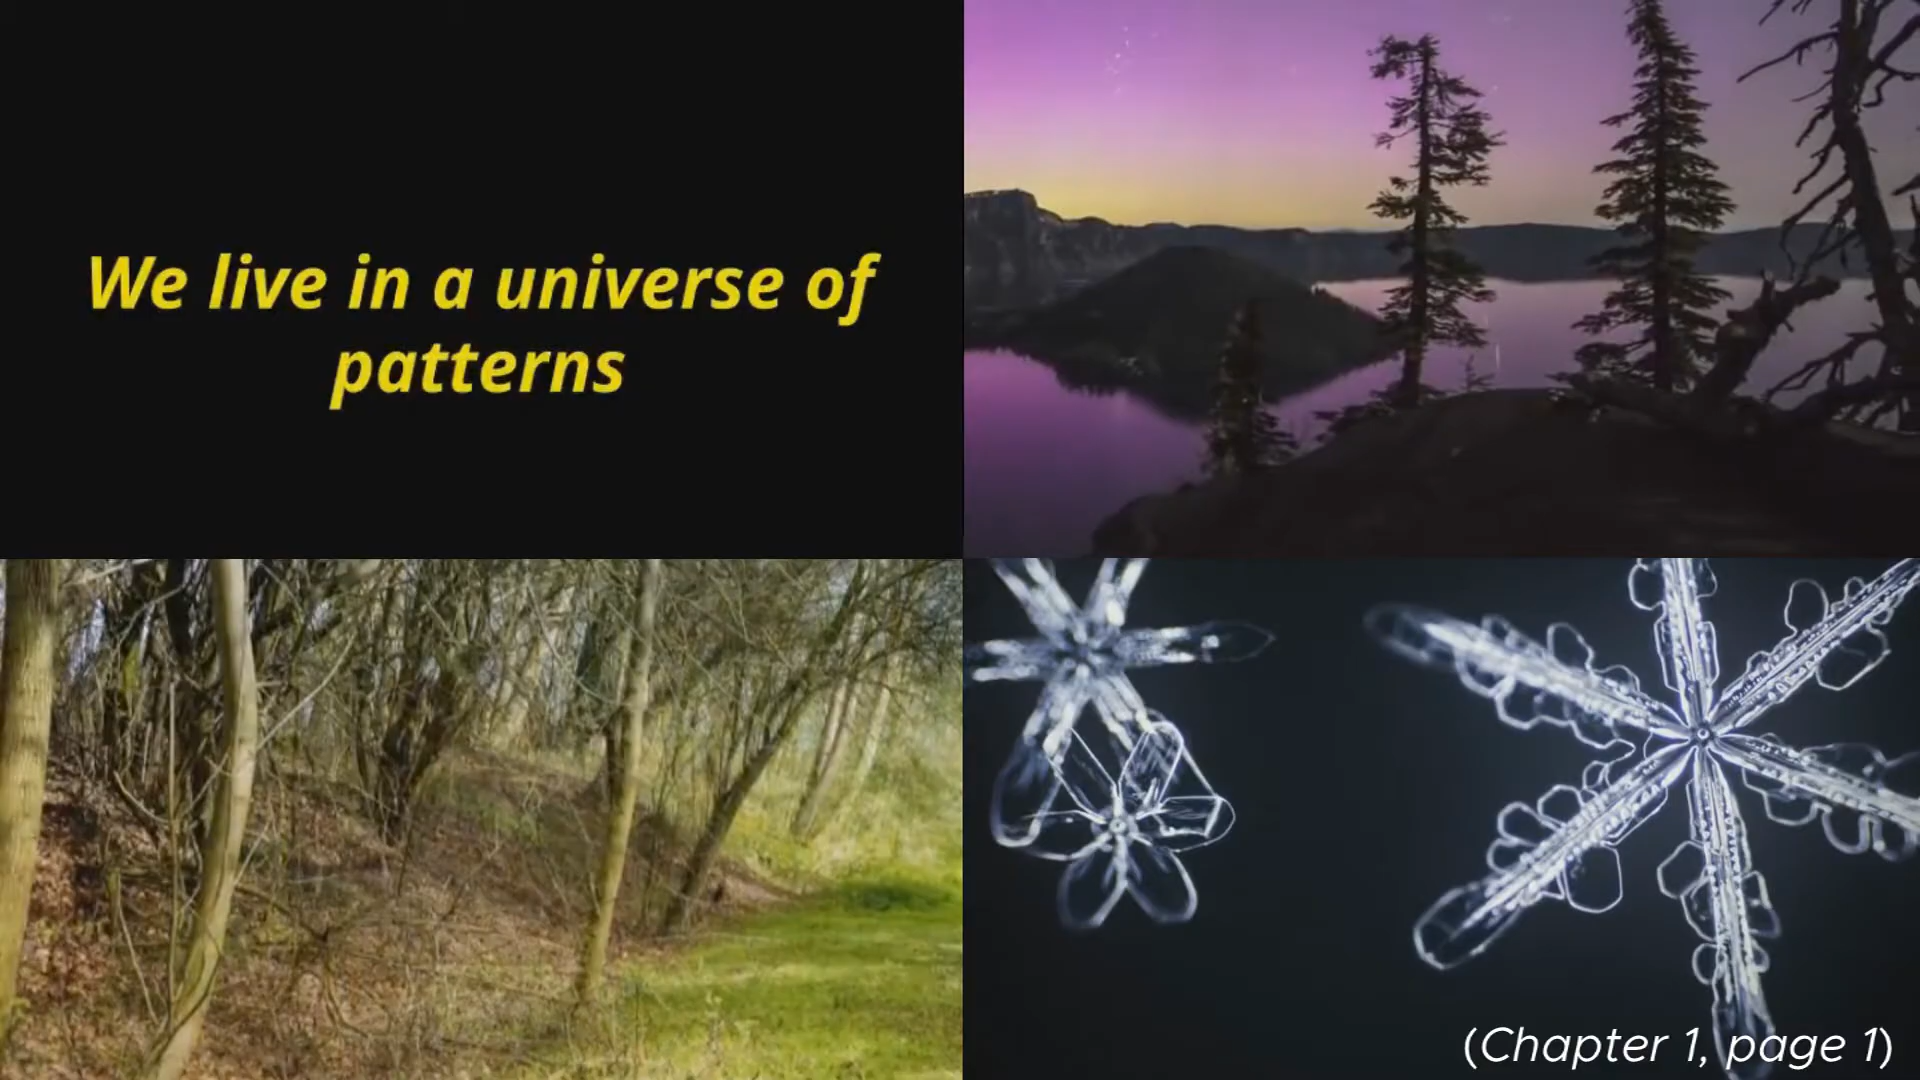 We live in a universe of
patterns
(Chapter 1, page 1)